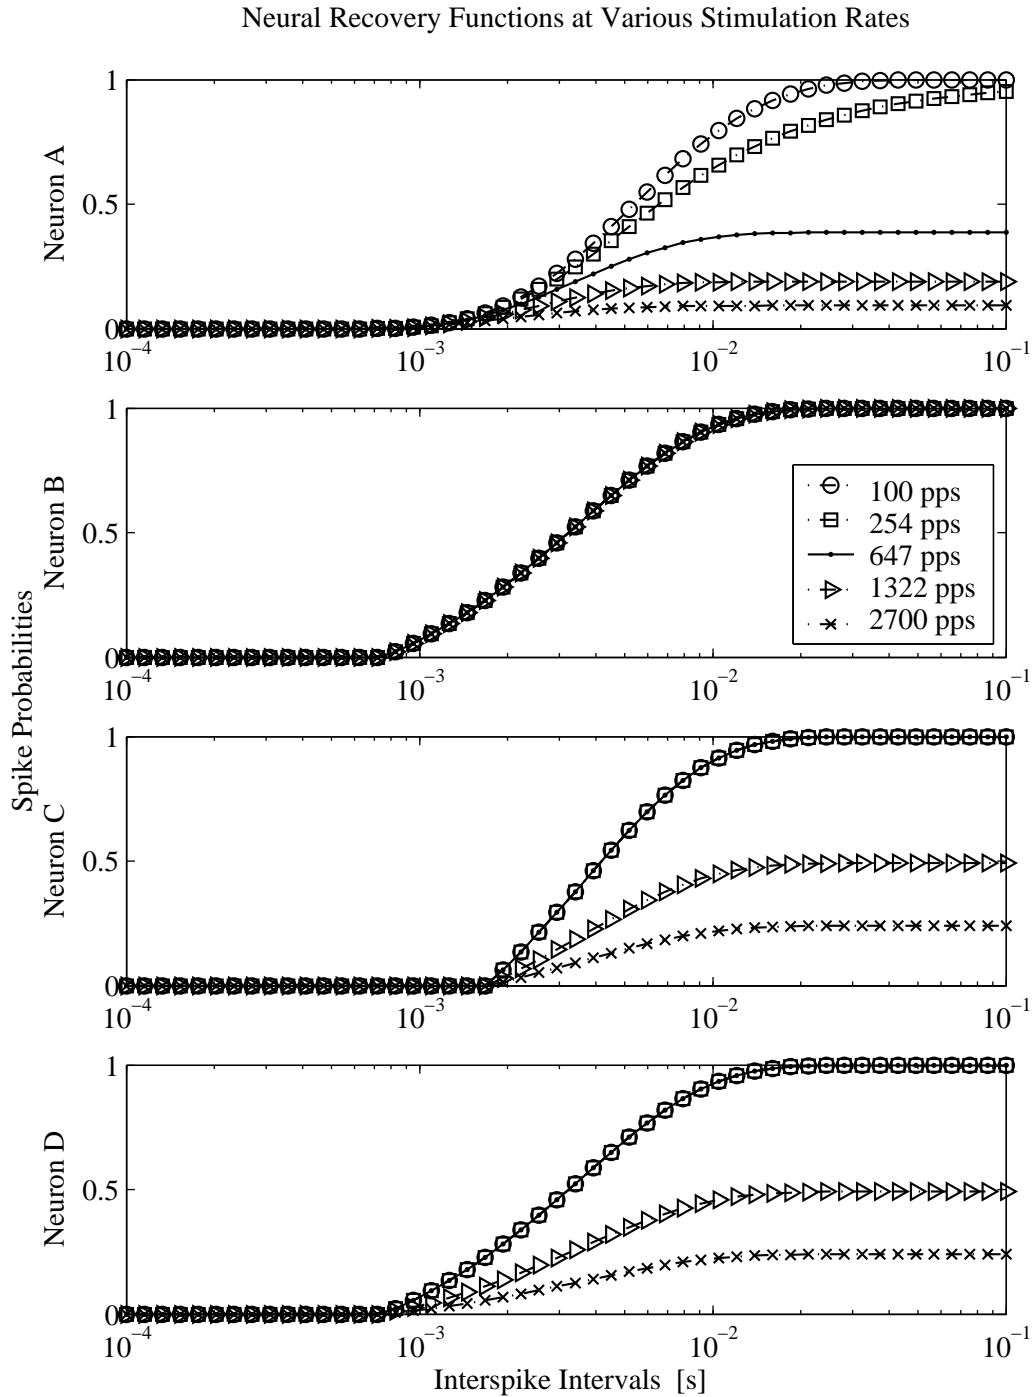 Neural Recovery Functions at Various Stimulation Rates
Spike Probabilities
Neuron A
1
0.5
0
10⁻⁴
10⁻³
10⁻²
10⁻¹
Neuron B
1
0.5
0
10⁻⁴
10⁻³
10⁻²
10⁻¹
100 pps
254 pps
647 pps
1322 pps
2700 pps
Neuron C
1
0.5
0
10⁻⁴
10⁻³
10⁻²
10⁻¹
Neuron D
1
0.5
0
10⁻⁴
10⁻³
10⁻²
10⁻¹
Interspike Intervals [s]